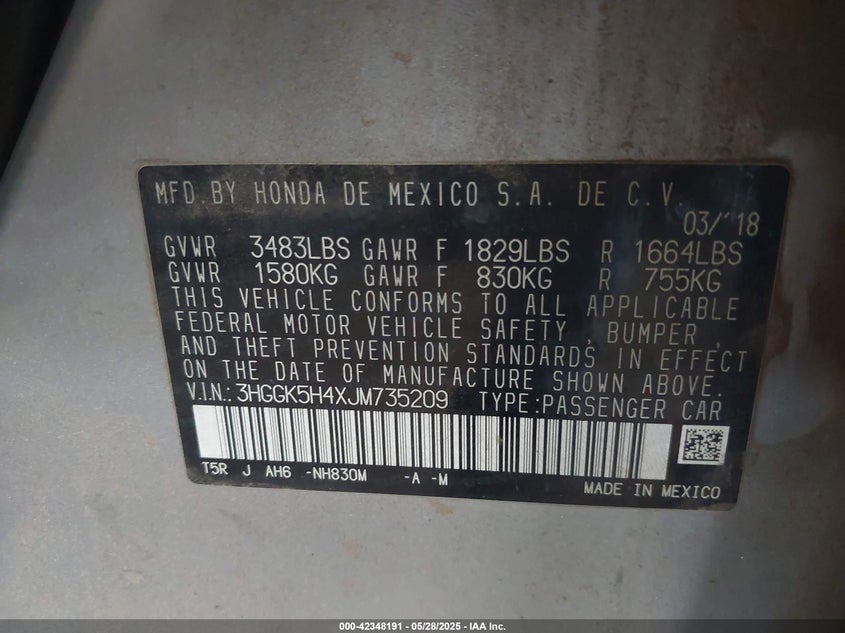 MFD. BY HONDA DE MEXICO S.A. DE C.V.
03/'18
GVWR 3483LBS GAWR F 1829LBS R 1664LBS
GVWR 1580KG GAWR F 830KG R 755KG
THIS VEHICLE CONFORMS TO ALL APPLICABLE
FEDERAL MOTOR VEHICLE SAFETY , BUMPER ,
AND THEFT PREVENTION STANDARDS IN EFFECT
ON THE DATE OF MANUFACTURE SHOWN ABOVE.
V.I.N.: 3HGGK5H4XJM735209 TYPE: PASSENGER CAR
T5R J AH6 -NH830M -A -M
MADE IN MEXICO
000-42348191 - 05/28/2025 - IAA Inc.